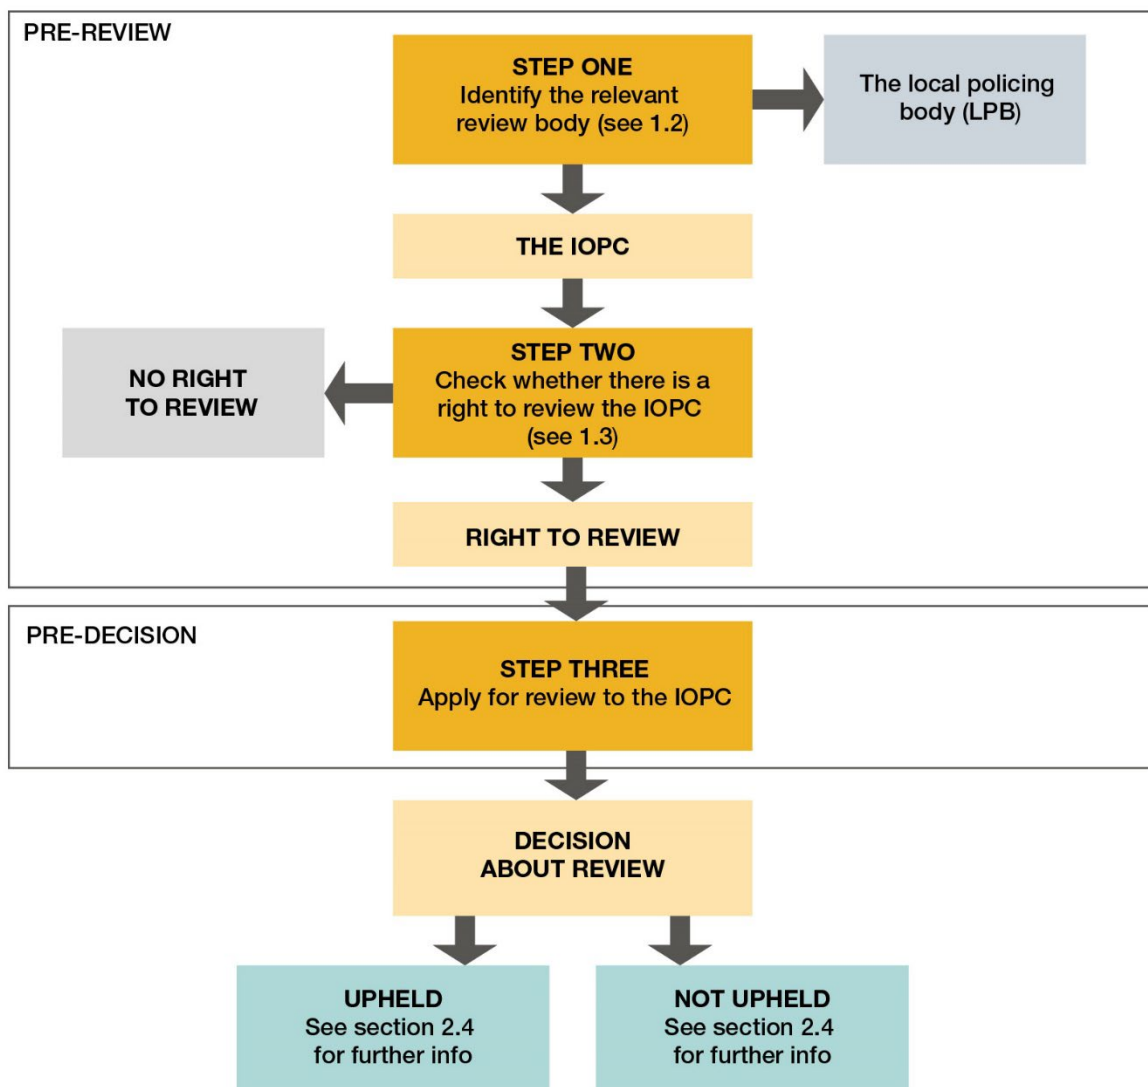 PRE-REVIEW
STEP ONE
Identify the relevant
review body (see 1.2)
The local policing
body (LPB)
THE IOPC
NO RIGHT
TO REVIEW
STEP TWO
Check whether there is a
right to review the IOPC
(see 1.3)
RIGHT TO REVIEW
PRE-DECISION
STEP THREE
Apply for review to the IOPC
DECISION
ABOUT REVIEW
UPHELD
See section 2.4
for further info
NOT UPHELD
See section 2.4
for further info